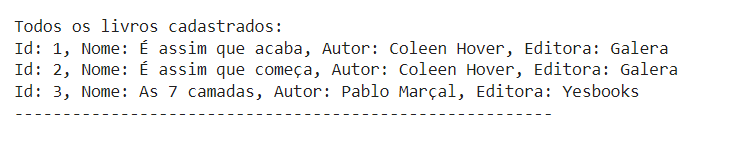 Todos os livros cadastrados:
Id: 1, Nome: É assim que acaba, Autor: Coleen Hover, Editora: Galera
Id: 2, Nome: É assim que começa, Autor: Coleen Hover, Editora: Galera
Id: 3, Nome: As 7 camadas, Autor: Pablo Marçal, Editora: Yesbooks
--------------------------------------------------------